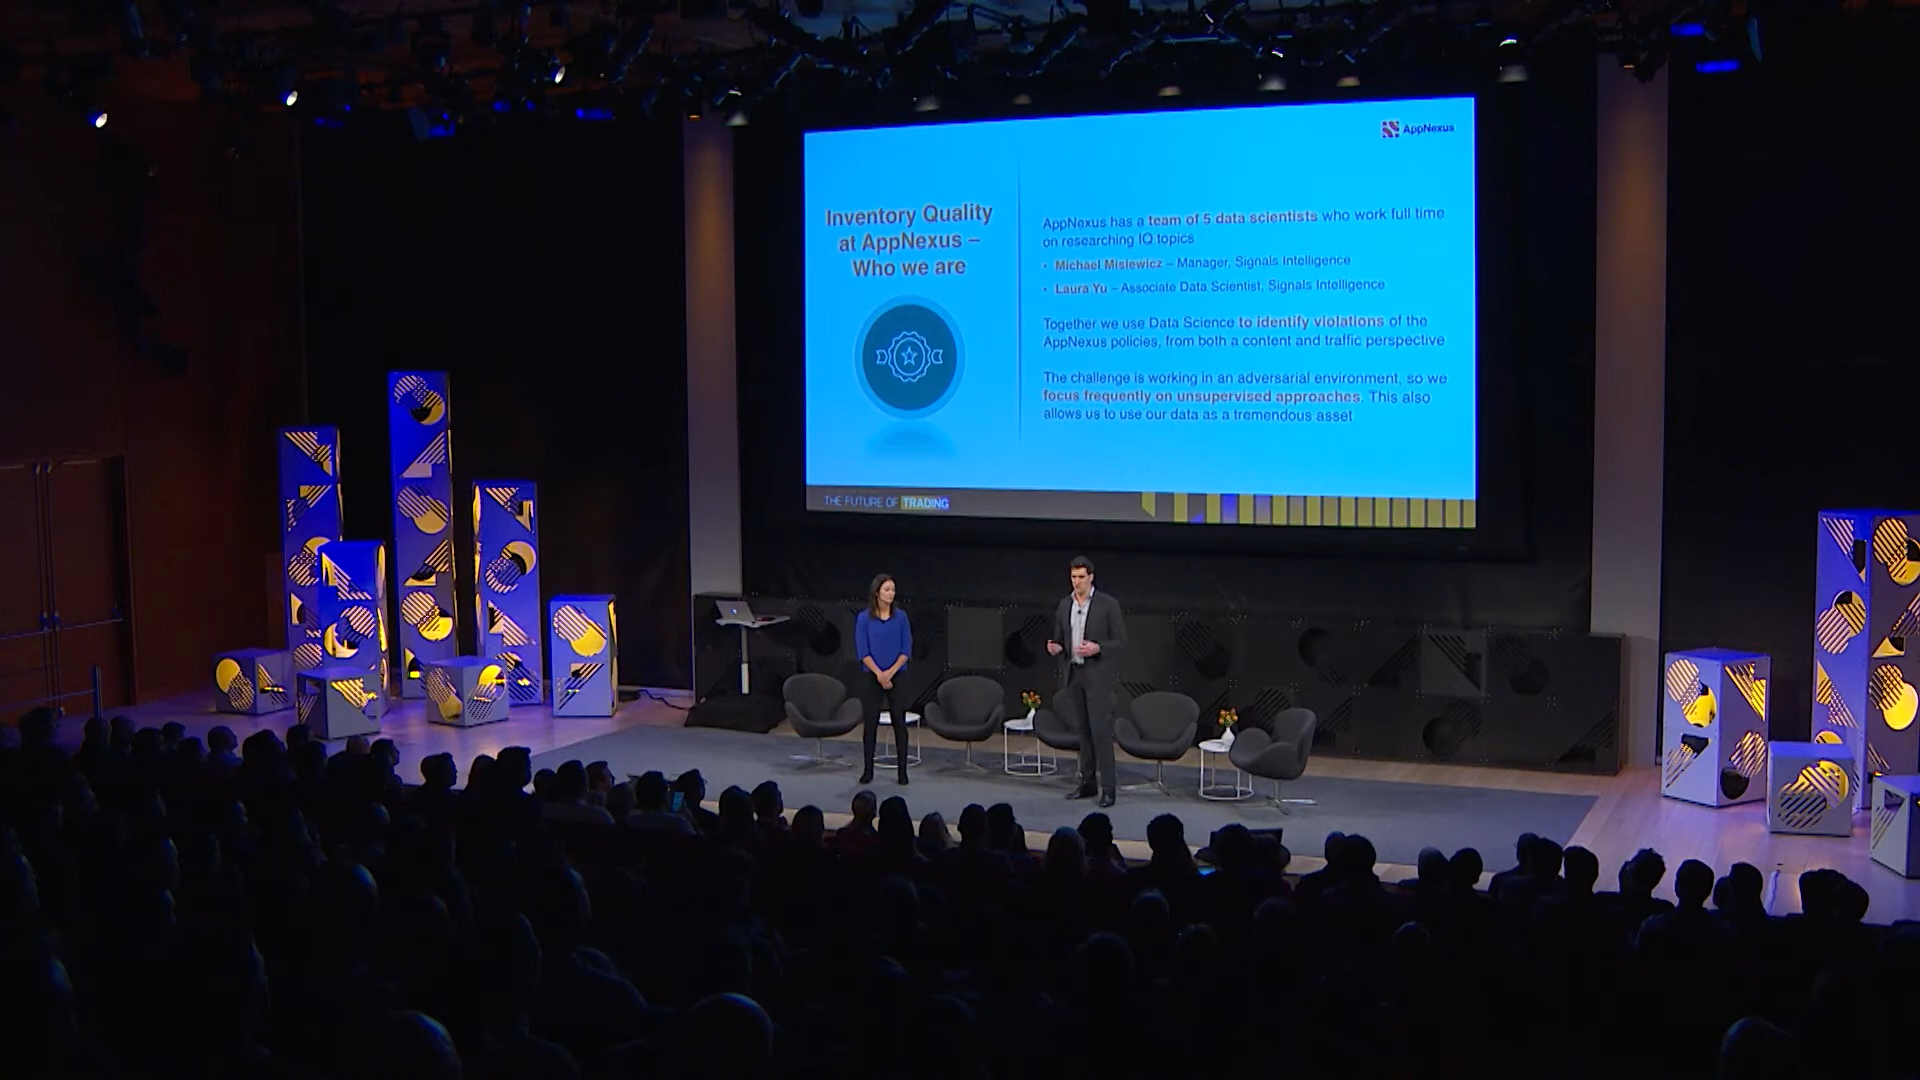 AppNexus
Inventory Quality
at AppNexus –
Who we are
AppNexus has a team of 5 data scientists who work full time
on researching IQ topics
• Michael Misiewicz – Manager, Signals Intelligence
• Laura Yu – Associate Data Scientist, Signals Intelligence
Together we use Data Science to identify violations of the
AppNexus policies, from both a content and traffic perspective
The challenge is working in an adversarial environment, so we
focus frequently on unsupervised approaches. This also
allows us to use our data as a tremendous asset
THE FUTURE OF TRADING